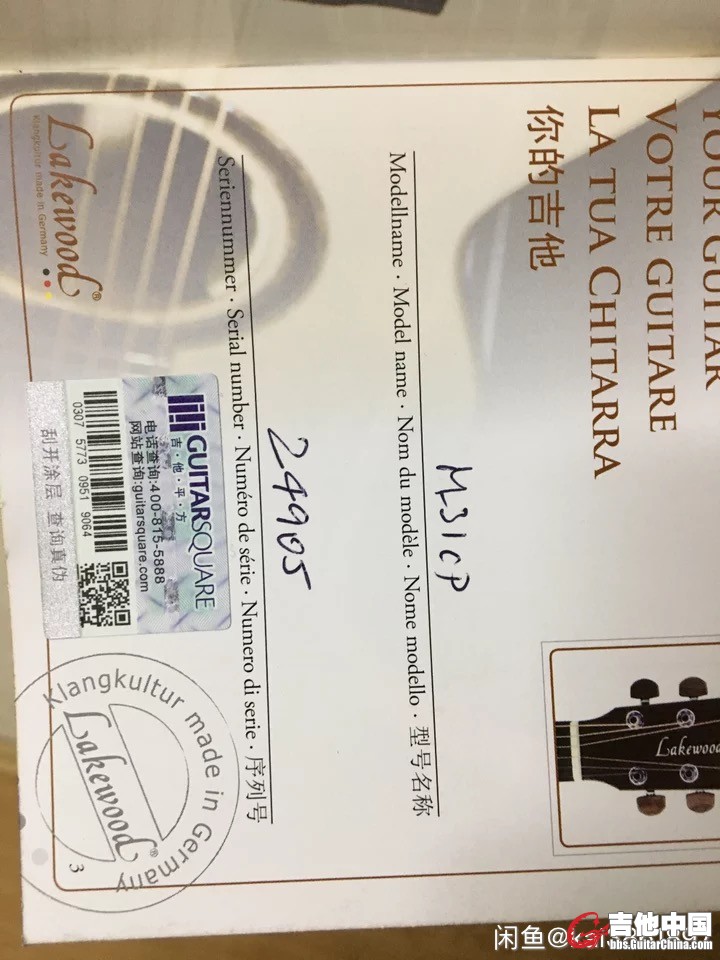 YOUR GUITAR
VOTRE GUITARE
LA TUA CHITARRA
你的吉他
M31CP
Modellname · Model name · Nom du modèle · Nome modello · 型号名称
24905
Seriennummer · Serial number · Numéro de série · Numero di serie · 序列号
Lakewood®
Klangkultur made in Germany
GUITARSQUARE
吉·他·平·方
电话查询:400-815-5888
网站查询:guitarsquare.com
0307 5773 0951 9064
刮开涂层 查询真伪
Klangkultur made in Germany
Lakewood®
3
Lakewood
闲鱼@
吉他中国
bbs.GuitarChina.com